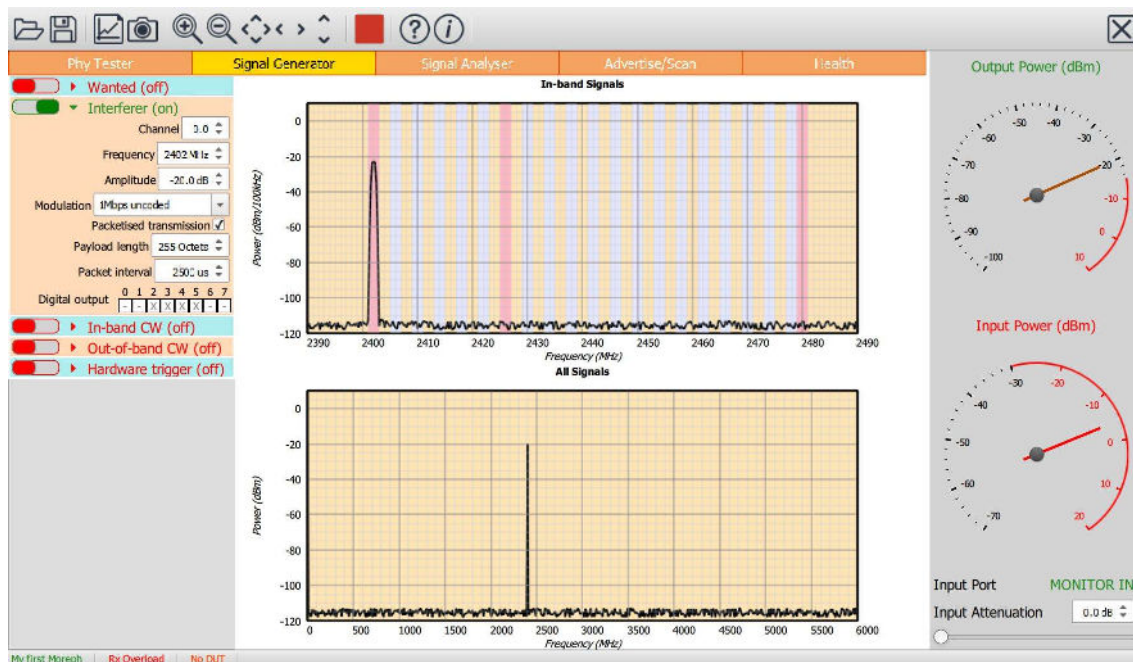 Phy Tester
Signal Generator
Signal Analyser
Advertise/Scan
Health
Wanted (off)
Interferer (on)
Channel 0.0
Frequency 2402 MHz
Amplitude -20.0 dB
Modulation 1Mbps uncoded
Packetised transmission
Payload length 255 Octets
Packet interval 2500 us
0 1 2 3 4 5 6 7
Digital output - - X X X X - -
In-band CW (off)
Out-of-band CW (off)
Hardware trigger (off)
In-band Signals
Power (dBm/100kHz)
0
-20
-40
-60
-80
-100
-120
2390 2400 2410 2420 2430 2440 2450 2460 2470 2480 2490
Frequency (MHz)
All Signals
Power (dBm)
0
-20
-40
-60
-80
-100
-120
0 500 1000 1500 2000 2500 3000 3500 4000 4500 5000 5500 6000
Frequency (MHz)
Output Power (dBm)
-100
-90
-80
-70
-60
-50
-40
-30
-20
-10
0
10
Input Power (dBm)
-70
-60
-50
-40
-30
-20
-10
0
10
20
Input Port MONITOR IN
Input Attenuation 0.0 dB
My first Moreph
Rx Overload
No DUT